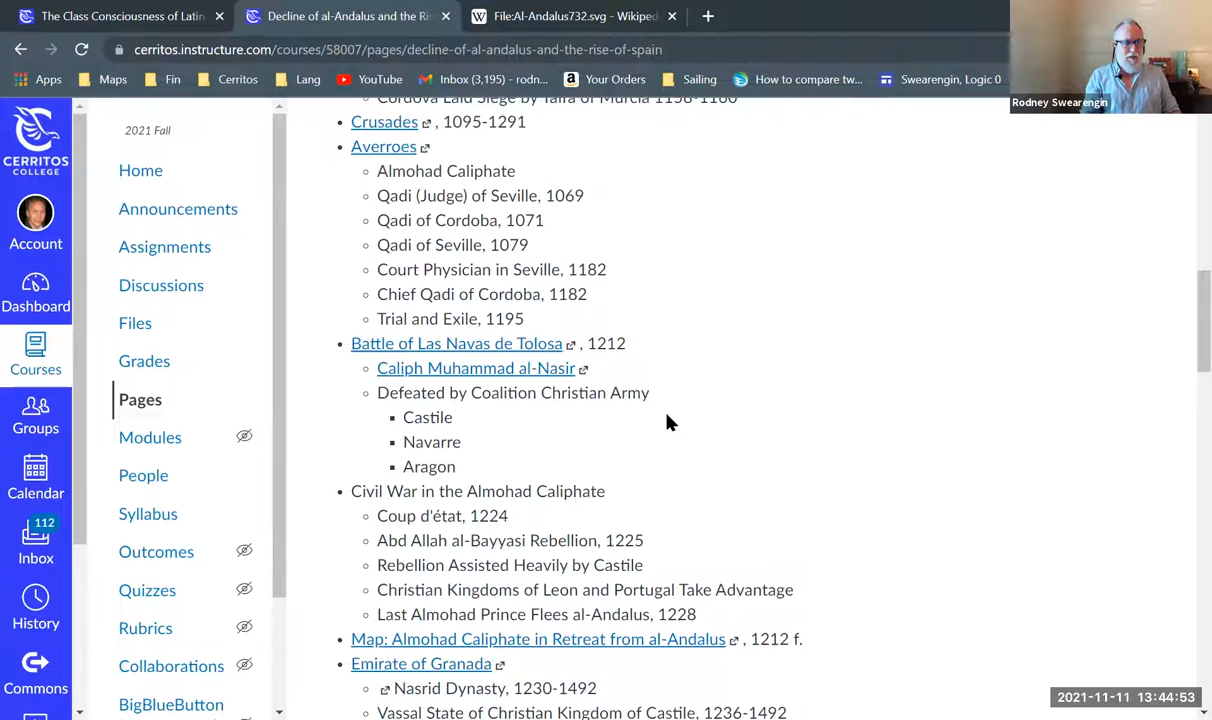 The Class Consciousness of Latin
Decline of al-Andalus and the Ris
File:Al-Andalus732.svg - Wikiped
cerritos.instructure.com/courses/58007/pages/decline-of-al-andalus-and-the-rise-of-spain
Apps
Maps
Fin
Cerritos
Lang
YouTube
Inbox (3,195) - rodn...
Your Orders
Sailing
How to compare tw...
Swearengin, Logic 0
Rodney Swearengin
CERRITOS
COLLEGE
Account
Dashboard
Courses
Groups
Calendar
112
Inbox
History
Commons
2021 Fall
Home
Announcements
Assignments
Discussions
Files
Grades
Pages
Modules
People
Syllabus
Outcomes
Quizzes
Rubrics
Collaborations
BigBlueButton
Cordova Laid Siege by Taifa of Murcia 1158-1160
Crusades , 1095-1291
Averroes
Almohad Caliphate
Qadi (Judge) of Seville, 1069
Qadi of Cordoba, 1071
Qadi of Seville, 1079
Court Physician in Seville, 1182
Chief Qadi of Cordoba, 1182
Trial and Exile, 1195
Battle of Las Navas de Tolosa , 1212
Caliph Muhammad al-Nasir
Defeated by Coalition Christian Army
Castile
Navarre
Aragon
Civil War in the Almohad Caliphate
Coup d'état, 1224
Abd Allah al-Bayyasi Rebellion, 1225
Rebellion Assisted Heavily by Castile
Christian Kingdoms of Leon and Portugal Take Advantage
Last Almohad Prince Flees al-Andalus, 1228
Map: Almohad Caliphate in Retreat from al-Andalus , 1212 f.
Emirate of Granada
Nasrid Dynasty, 1230-1492
Vassal State of Christian Kingdom of Castile, 1236-1492
2021-11-11 13:44:53